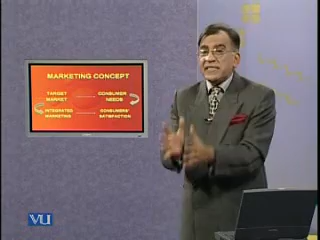 MARKETING CONCEPT
TARGET CONSUMER
MARKET NEEDS
INTEGRATED CONSUMERS'
MARKETING SATISFACTION
VU